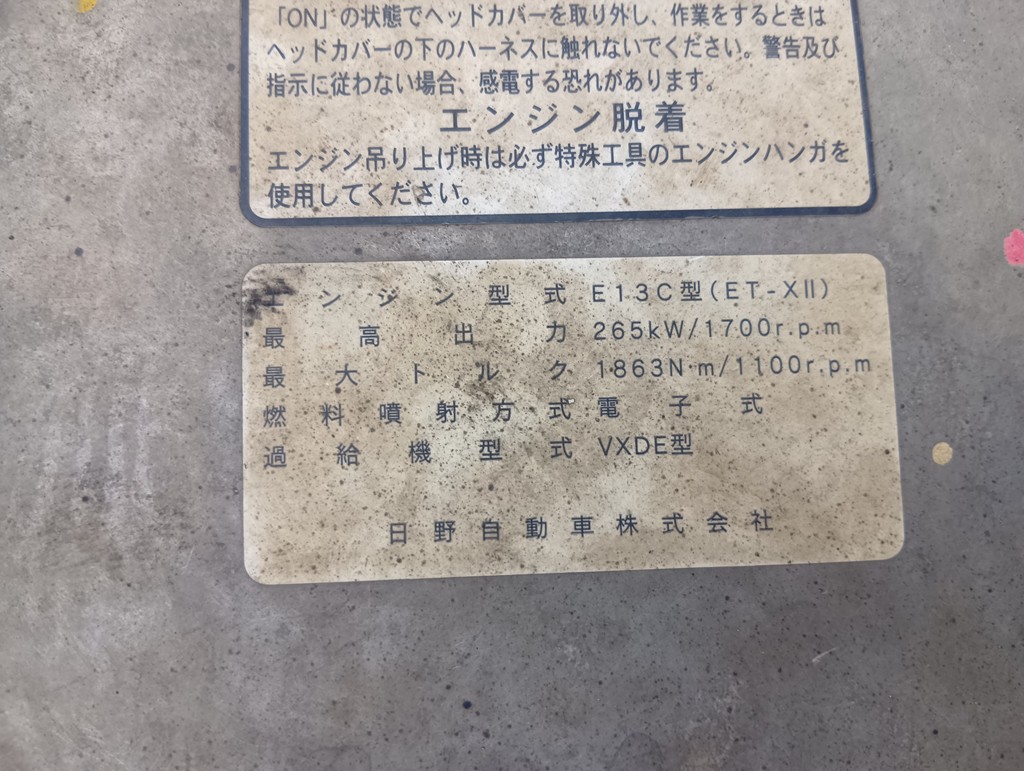 「ON」の状態でヘッドカバーを取り外し、作業をするときは
ヘッドカバーの下のハーネスに触れないでください。警告及び
指示に従わない場合、感電する恐れがあります。
エンジン脱着
エンジン吊り上げ時は必ず特殊工具のエンジンハンガを
使用してください。
エンジン型式 E13C型(ET-XII)
最高出力 265kW/1700r.p.m
最大トルク 1863N·m/1100r.p.m
燃料噴射方式 電子式
過給機型式 VXDE型
日野自動車株式会社